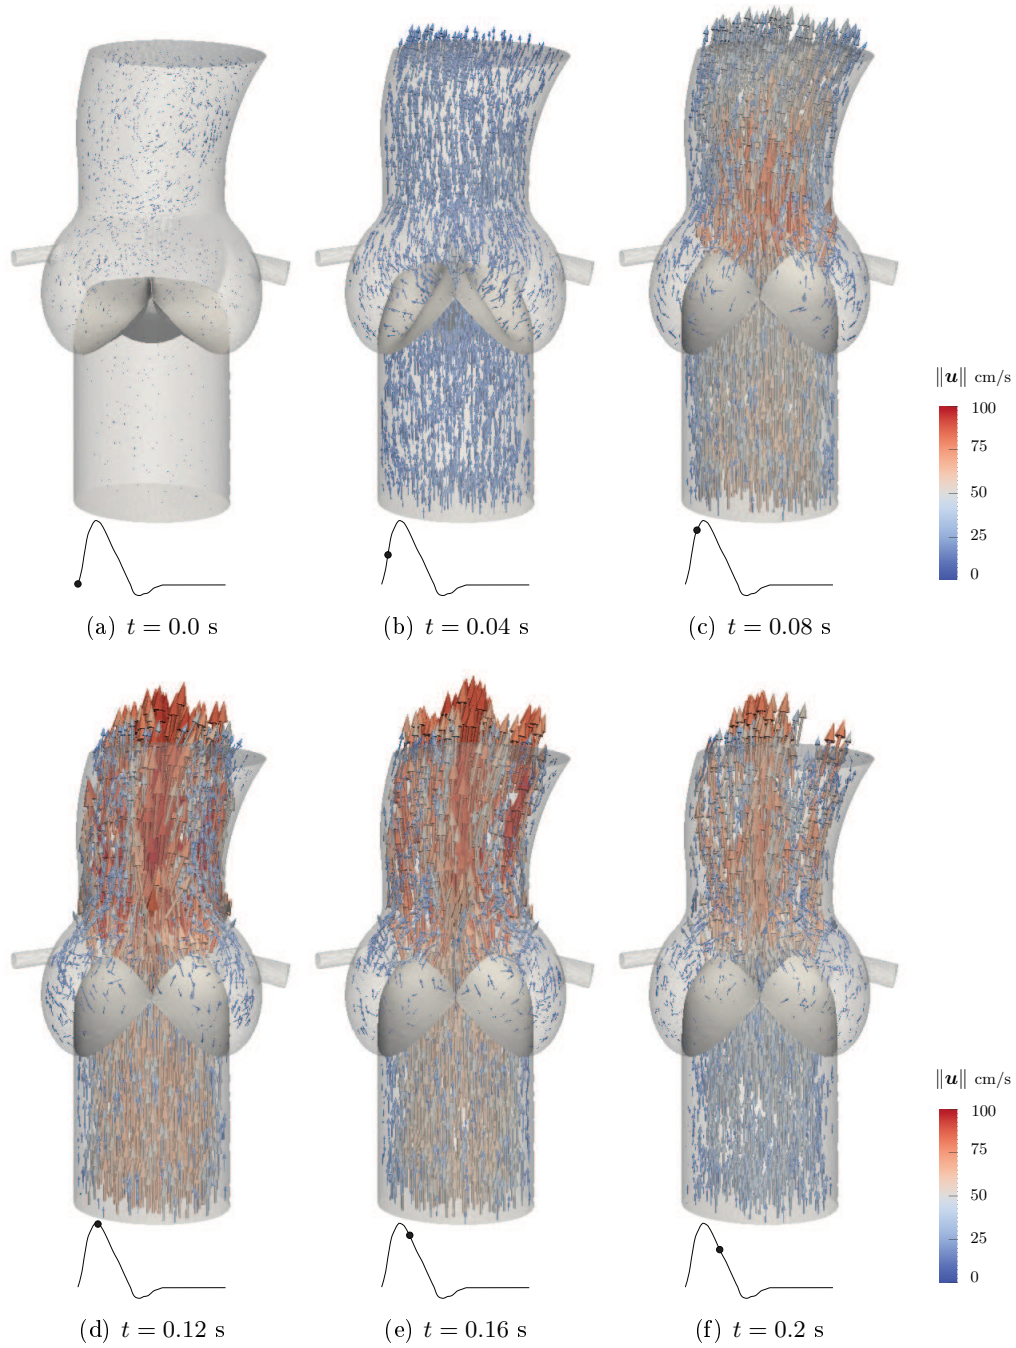 ‖u‖ cm/s
100
75
50
25
0
(a) t = 0.0 s
(b) t = 0.04 s
(c) t = 0.08 s
‖u‖ cm/s
100
75
50
25
0
(d) t = 0.12 s
(e) t = 0.16 s
(f) t = 0.2 s